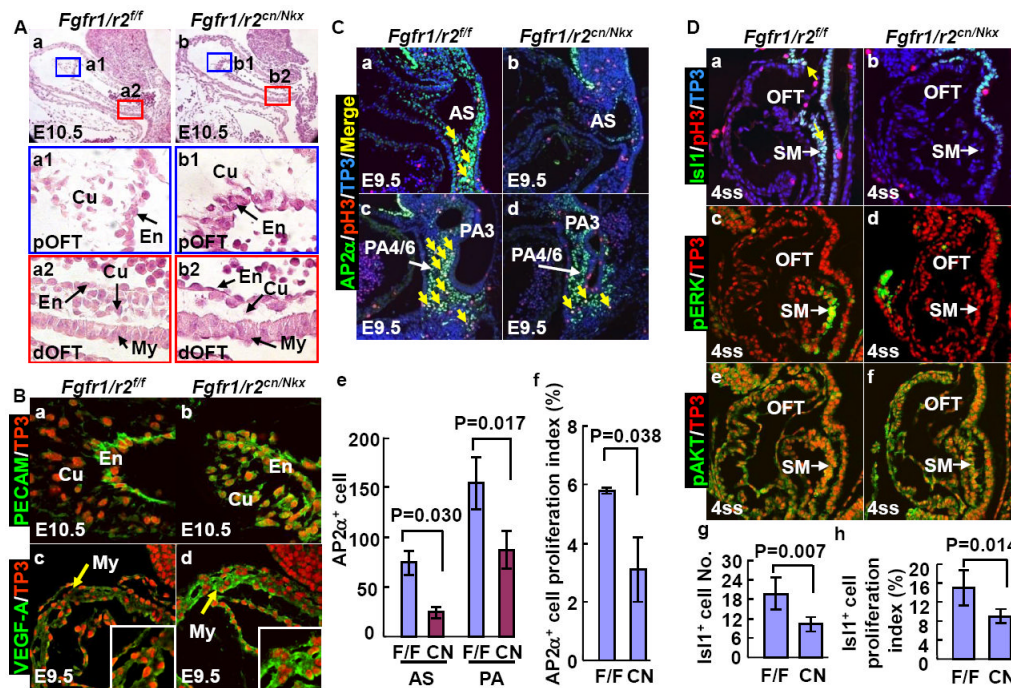 A
Fgfr1/r2f/f
Fgfr1/r2cn/Nkx
a
a1
a2
E10.5
b
b1
b2
E10.5
a1
Cu
En
pOFT
b1
Cu
En
pOFT
a2
Cu
En
My
dOFT
b2
En
Cu
My
dOFT
B
Fgfr1/r2f/f
Fgfr1/r2cn/Nkx
PECAM/TP3
a
Cu
En
E10.5
b
En
Cu
E10.5
VEGF-A/TP3
c
My
E9.5
d
My
E9.5
C
Fgfr1/r2f/f
Fgfr1/r2cn/Nkx
AP2α/pH3/TP3/Merge
a
AS
E9.5
b
AS
E9.5
c
PA3
PA4/6
E9.5
d
PA3
PA4/6
E9.5
e
AP2α+ cell
200
150
100
50
0
P=0.030
P=0.017
F/F CN F/F CN
AS PA
f
AP2α+ cell proliferation index (%)
8
6
4
2
0
P=0.038
F/F CN
D
Fgfr1/r2f/f
Fgfr1/r2cn/Nkx
Isl1/pH3/TP3
a
OFT
SM
4ss
b
OFT
SM
4ss
pERK/TP3
c
OFT
SM
4ss
d
OFT
SM
4ss
pAKT/TP3
e
OFT
SM
4ss
f
OFT
SM
4ss
g
Isl1+ cell No.
30
24
18
12
6
0
P=0.007
F/F CN
h
Isl1+ cell
proliferation
index (%)
20
16
12
8
4
0
P=0.014
F/F CN